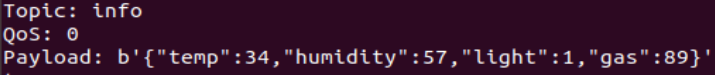 Topic: info
QoS: 0
Payload: b'{"temp":34,"humidity":57,"light":1,"gas":89}'